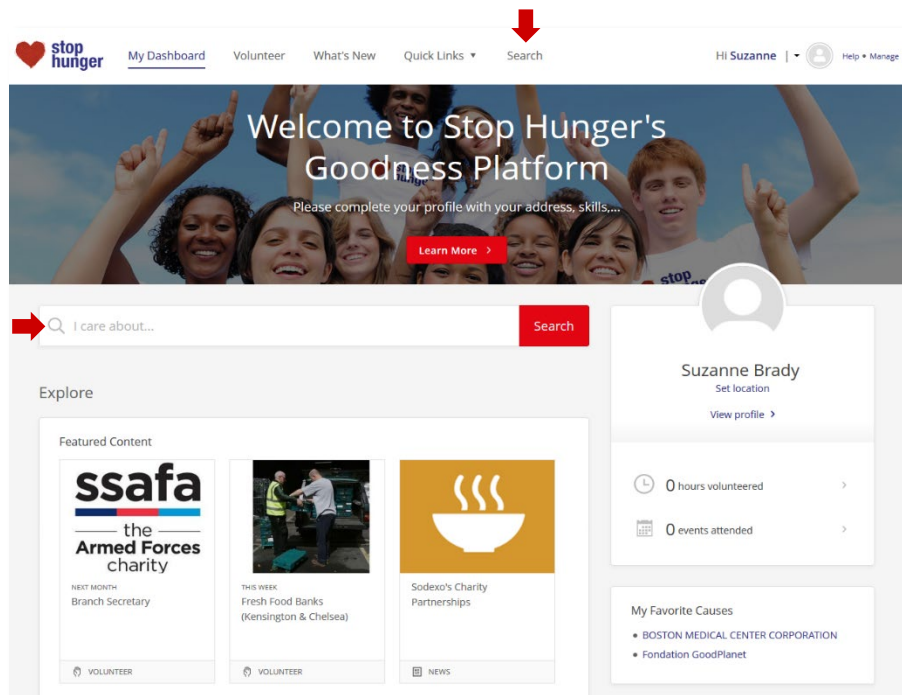 stop
hunger
My Dashboard
Volunteer
What's New
Quick Links ▾
Search
Hi Suzanne | ▾
Help • Manage
Welcome to Stop Hunger's
Goodness Platform
Please complete your profile with your address, skills,...
Learn More >
stop
hunger
I care about...
Search
Suzanne Brady
Set location
View profile >
Explore
Featured Content
ssafa
the
Armed Forces
charity
NEXT MONTH
Branch Secretary
VOLUNTEER
THIS WEEK
Fresh Food Banks
(Kensington & Chelsea)
VOLUNTEER
Sodexo's Charity
Partnerships
NEWS
0 hours volunteered >
0 events attended >
My Favorite Causes
• BOSTON MEDICAL CENTER CORPORATION
• Fondation GoodPlanet